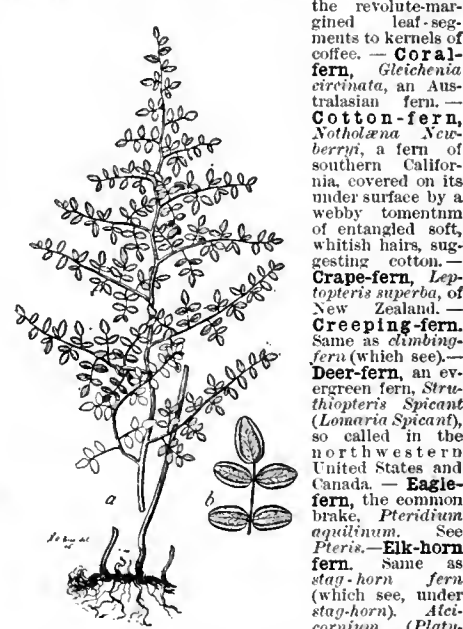 the revolute-mar-
gined leaf-seg-
ments to kernels of
coffee. — Coral-
fern, Gleichenia
circinata, an Aus-
tralasian fern. —
Cotton-fern,
Notholæna New-
berryi, a fern of
southern Califor-
nia, covered on its
under surface by a
webby tomentum
of entangled soft,
whitish hairs, sug-
gesting cotton. —
Crape-fern, Lep-
topteris superba, of
New Zealand. —
Creeping-fern.
Same as climbing-
fern (which see).—
Deer-fern, an ev-
ergreen fern, Stru-
thiopteris Spicant
(Lomaria Spicant),
so called in the
northwestern
United States and
Canada. — Eagle-
fern, the common
brake, Pteridium
aquilinum. See
Pteris.—Elk-horn
fern. Same as
stag-horn fern
(which see, under
stag-horn). Alci-
cornium (Platy-
a
b